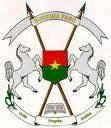 BURKINA FASO
Unité Progrès Justice